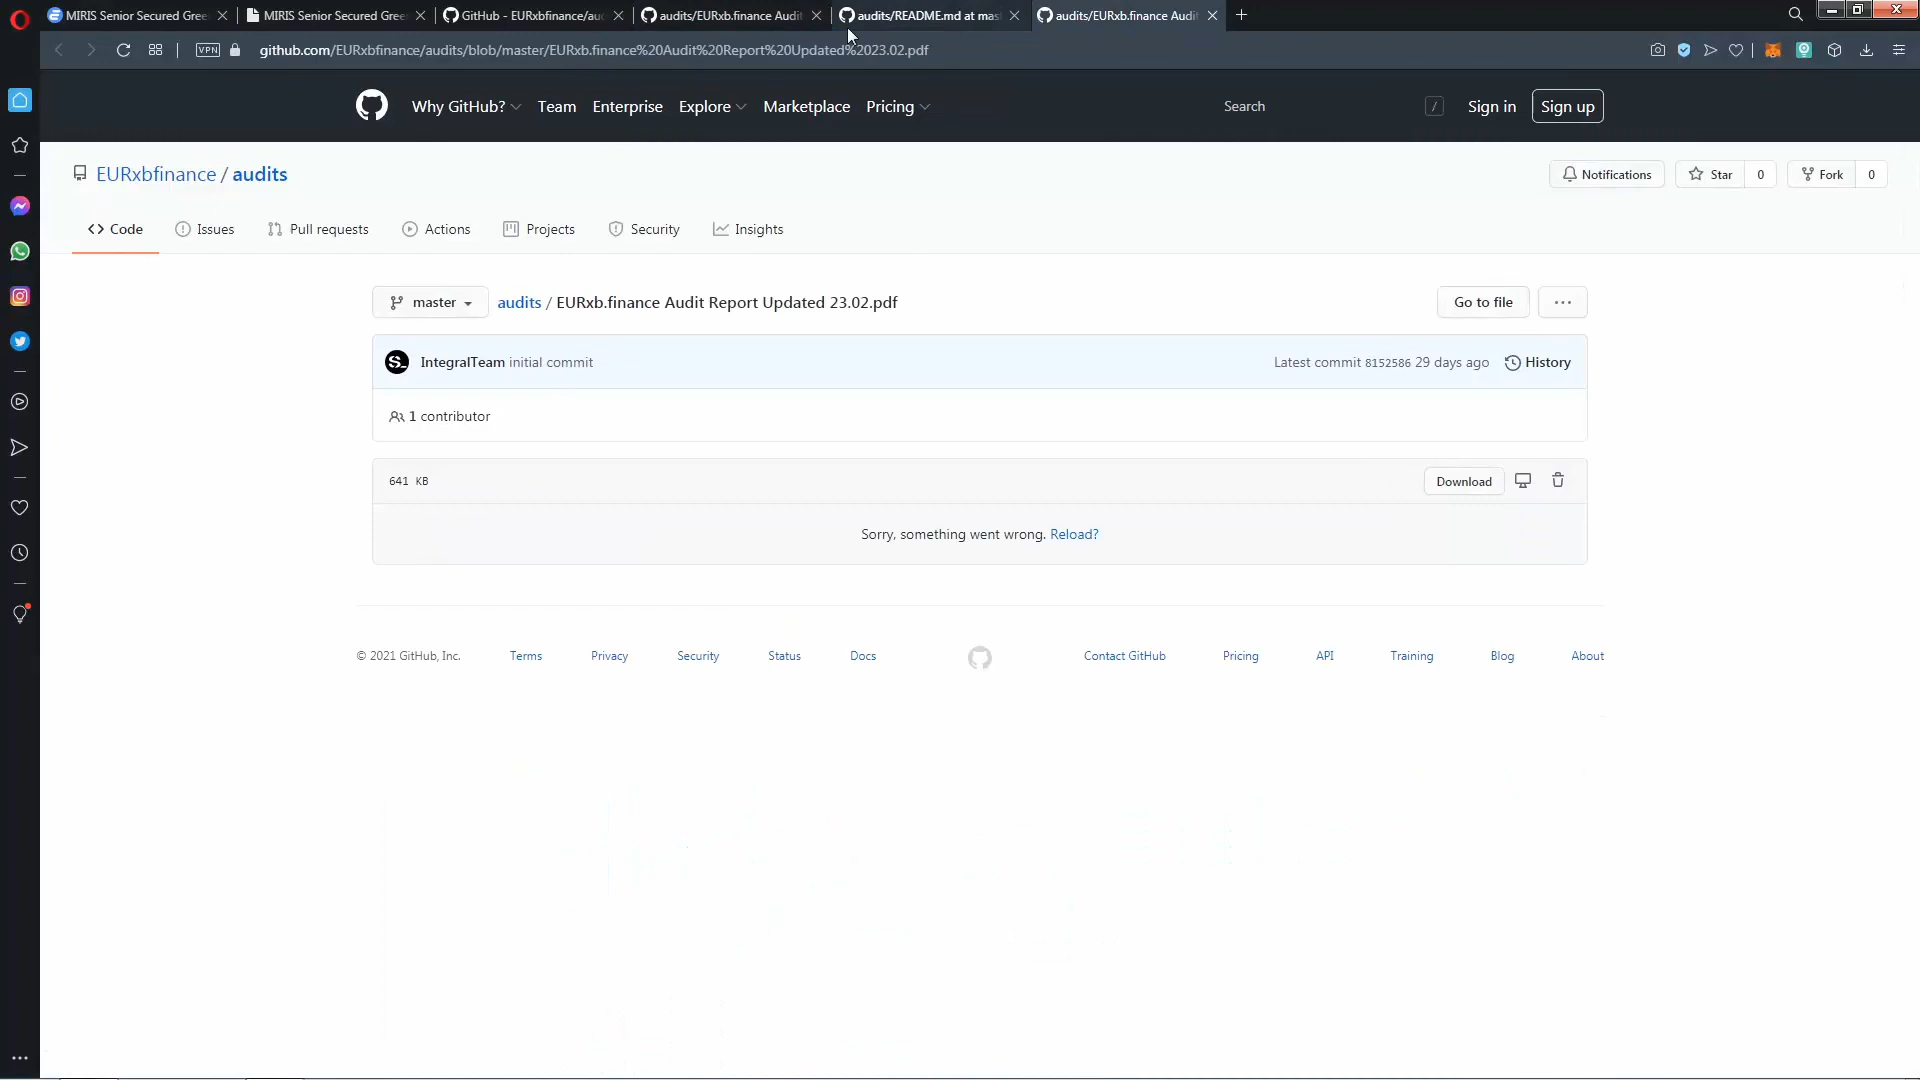 MIRIS Senior Secured Gree
MIRIS Senior Secured Gree
GitHub - EURxbfinance/auc
audits/EURxb.finance Audit
audits/README.md at mas
audits/EURxb.finance Audit
VPN
github.com/EURxbfinance/audits/blob/master/EURxb.finance%20Audit%20Report%20Updated%2023.02.pdf
Why GitHub? Team Enterprise Explore Marketplace Pricing
Search /
Sign in Sign up
EURxbfinance / audits
Notifications Star 0 Fork 0
Code Issues Pull requests Actions Projects Security Insights
master audits / EURxb.finance Audit Report Updated 23.02.pdf Go to file ...
IntegralTeam initial commit Latest commit 8152586 29 days ago History
1 contributor
641 KB Download
Sorry, something went wrong. Reload?
© 2021 GitHub, Inc. Terms Privacy Security Status Docs Contact GitHub Pricing API Training Blog About